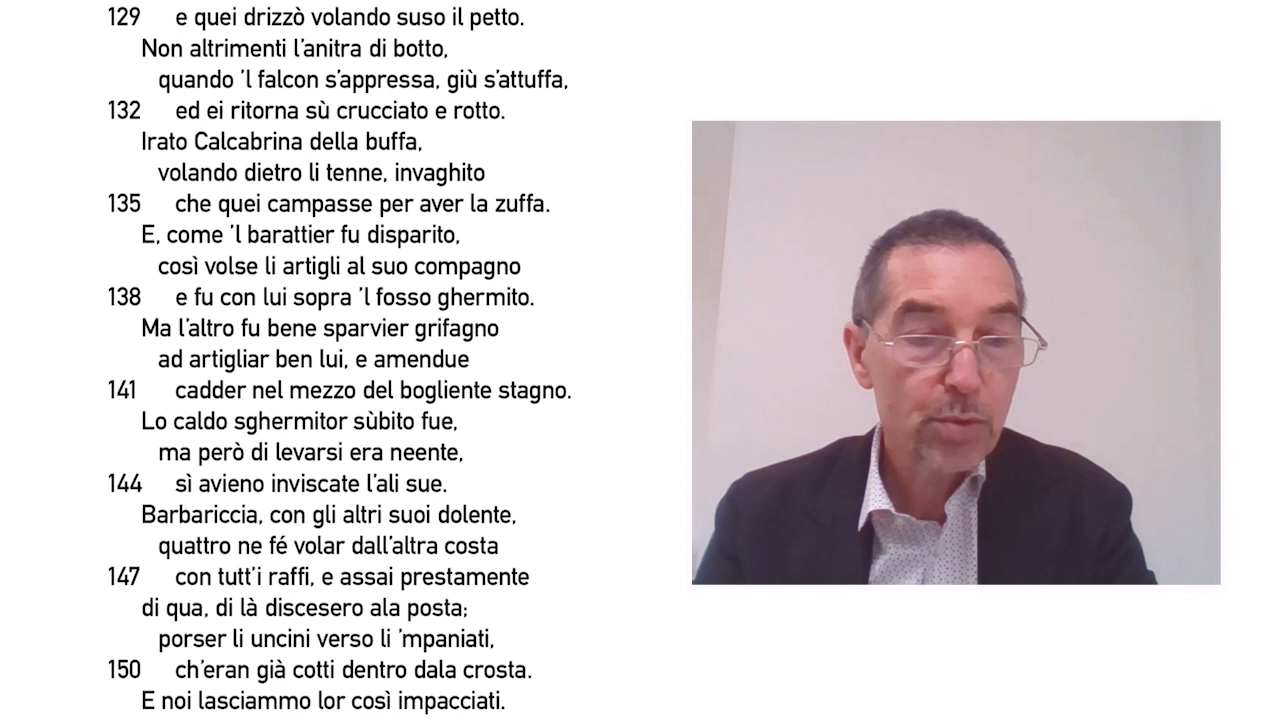 129 e quei drizzò volando suso il petto.
Non altrimenti l'anitra di botto,
quando 'l falcon s'appressa, giù s'attuffa,
132 ed ei ritorna sù crucciato e rotto.
Irato Calcabrina della buffa,
volando dietro li tenne, invaghito
135 che quei campasse per aver la zuffa.
E, come 'l barattier fu disparito,
così volse li artigli al suo compagno
138 e fu con lui sopra 'l fosso ghermito.
Ma l'altro fu bene sparvier grifagno
ad artigliar ben lui, e amendue
141 cadder nel mezzo del bogliente stagno.
Lo caldo sghermitor sùbito fue,
ma però di levarsi era neente,
144 sì avieno inviscate l'ali sue.
Barbariccia, con gli altri suoi dolente,
quattro ne fé volar dall'altra costa
147 con tutt'i raffi, e assai prestamente
di qua, di là discesero ala posta;
porser li uncini verso li 'mpaniati,
150 ch'eran già cotti dentro dala crosta.
E noi lasciammo lor così impacciati.